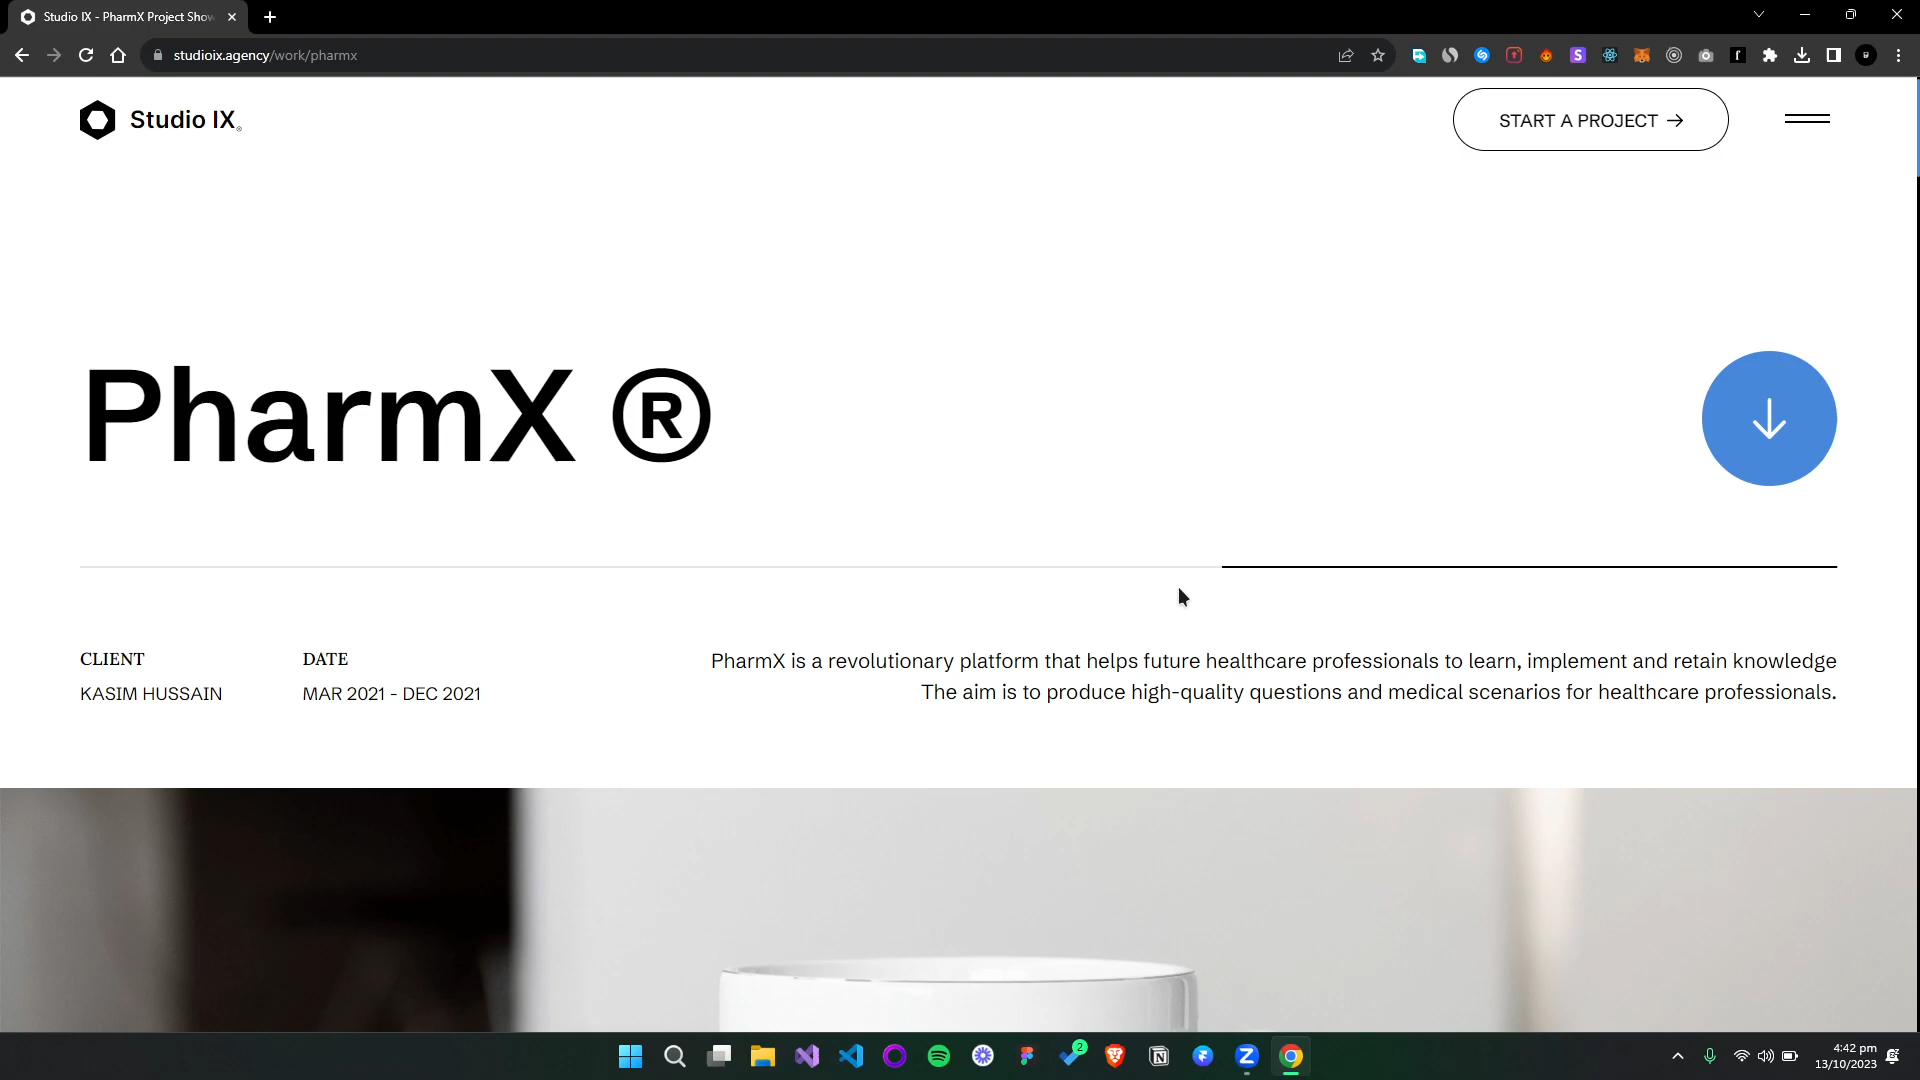 Studio IX - PharmX Project Show
studioix.agency/work/pharmx
Studio IX®
START A PROJECT →
PharmX ®
CLIENT
KASIM HUSSAIN
DATE
MAR 2021 - DEC 2021
PharmX is a revolutionary platform that helps future healthcare professionals to learn, implement and retain knowledge
The aim is to produce high-quality questions and medical scenarios for healthcare professionals.
2
4:42 pm
13/10/2023